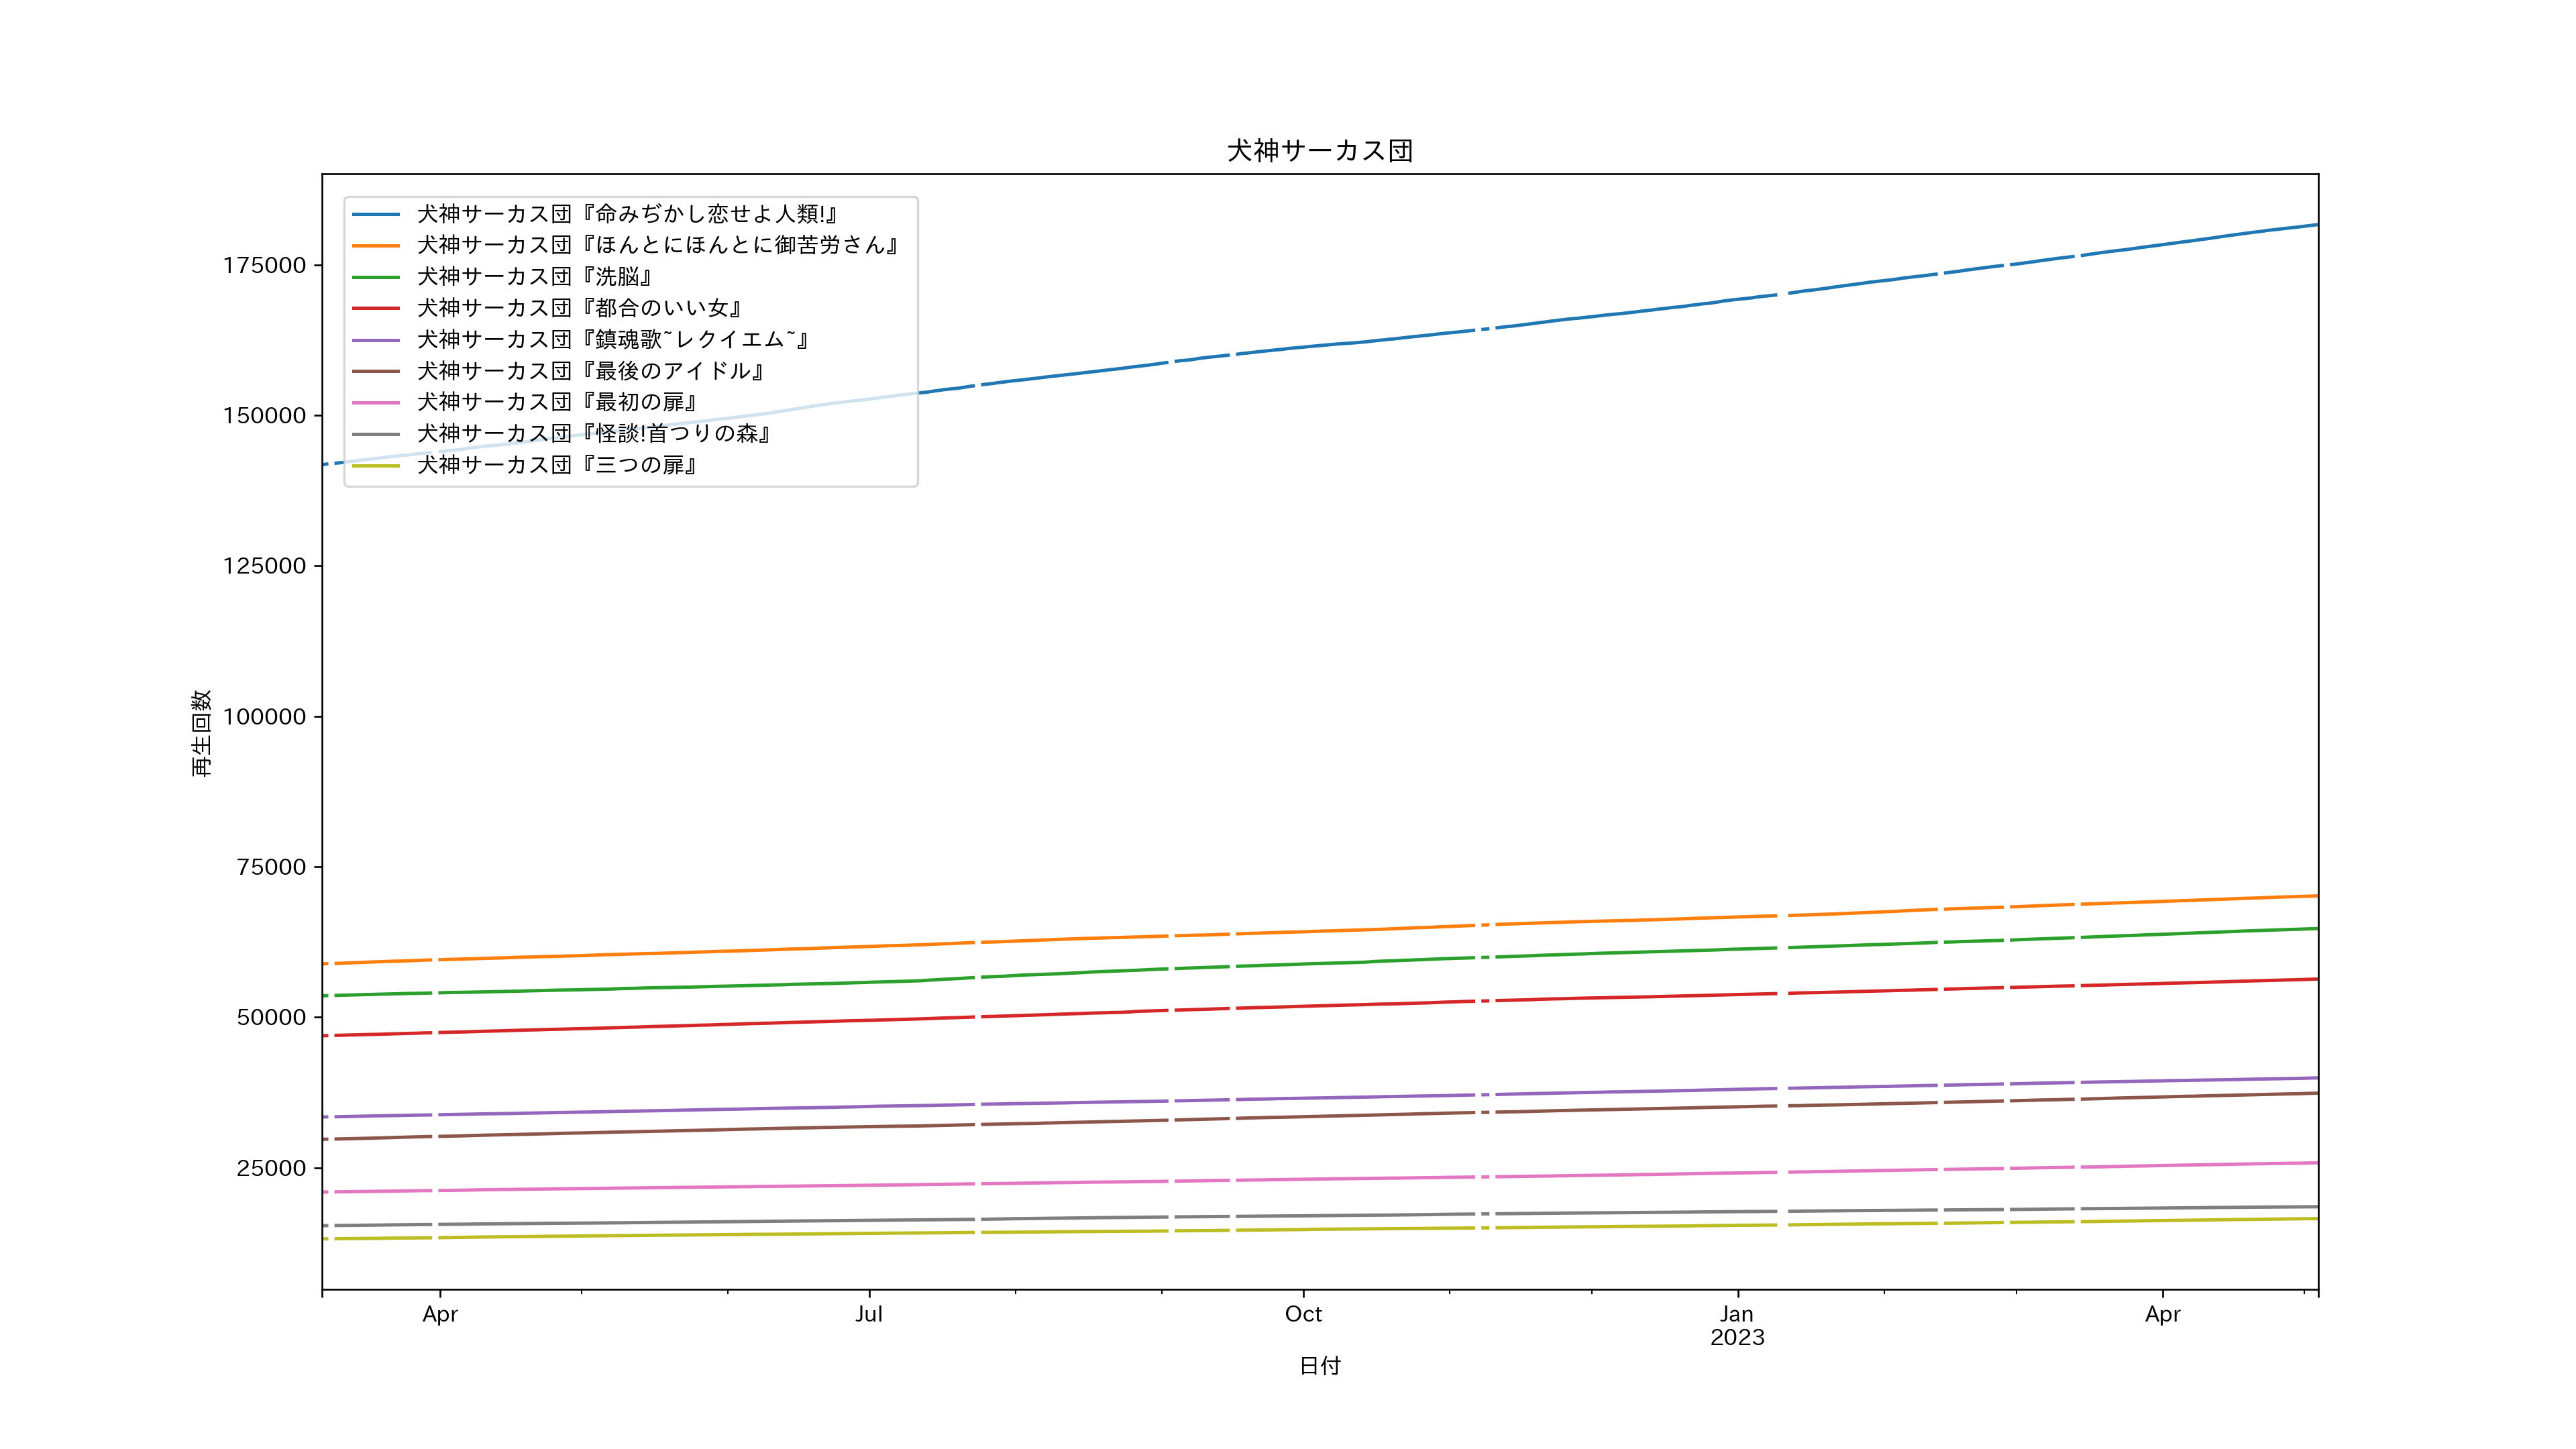 犬神サーカス団
犬神サーカス団『命みぢかし恋せよ人類!』
犬神サーカス団『ほんとにほんとに御苦労さん』
犬神サーカス団『洗脳』
犬神サーカス団『都合のいい女』
犬神サーカス団『鎮魂歌~レクイエム~』
犬神サーカス団『最後のアイドル』
犬神サーカス団『最初の扉』
犬神サーカス団『怪談!首つりの森』
犬神サーカス団『三つの扉』
175000
150000
125000
100000
75000
50000
25000
再生回数
Apr
Jul
Oct
Jan
2023
Apr
日付